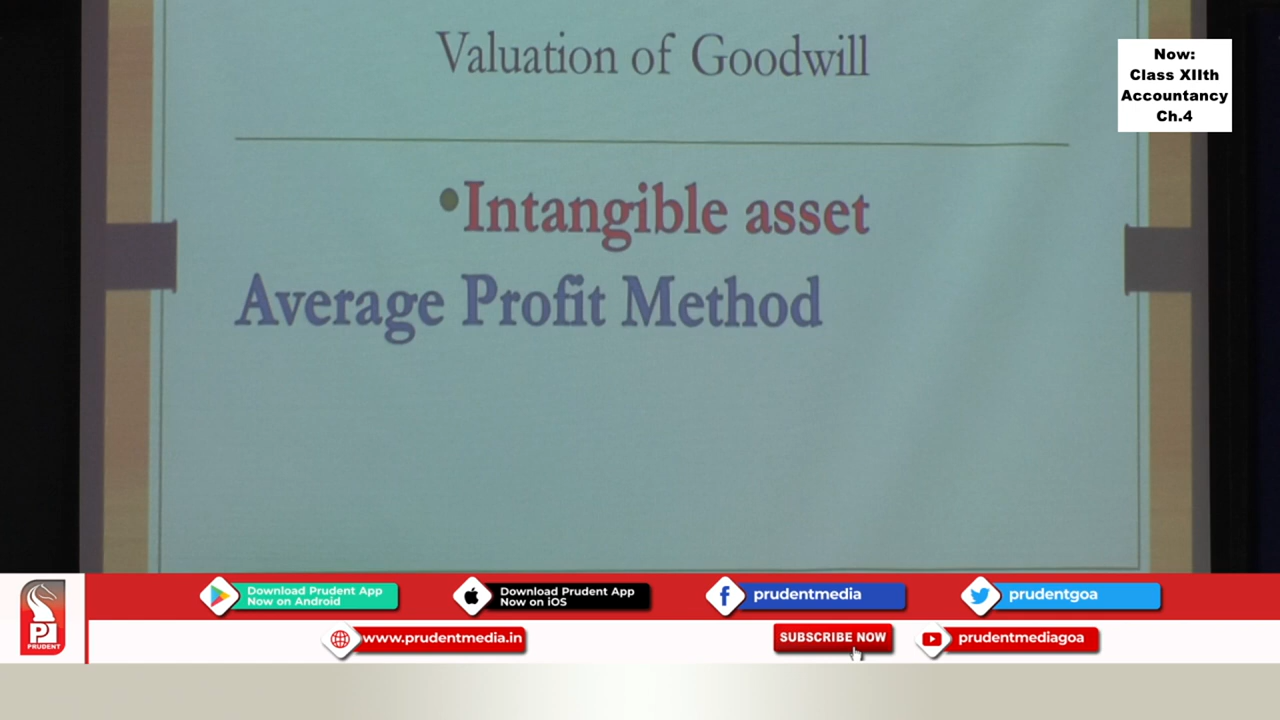 Valuation of Goodwill
Now:
Class XIIth
Accountancy
Ch.4
•Intangible asset
Average Profit Method
Download Prudent App
Now on Android
Download Prudent App
Now on iOS
prudentmedia
prudentgoa
PRUDENT
www.prudentmedia.in
SUBSCRIBE NOW
prudentmediagoa